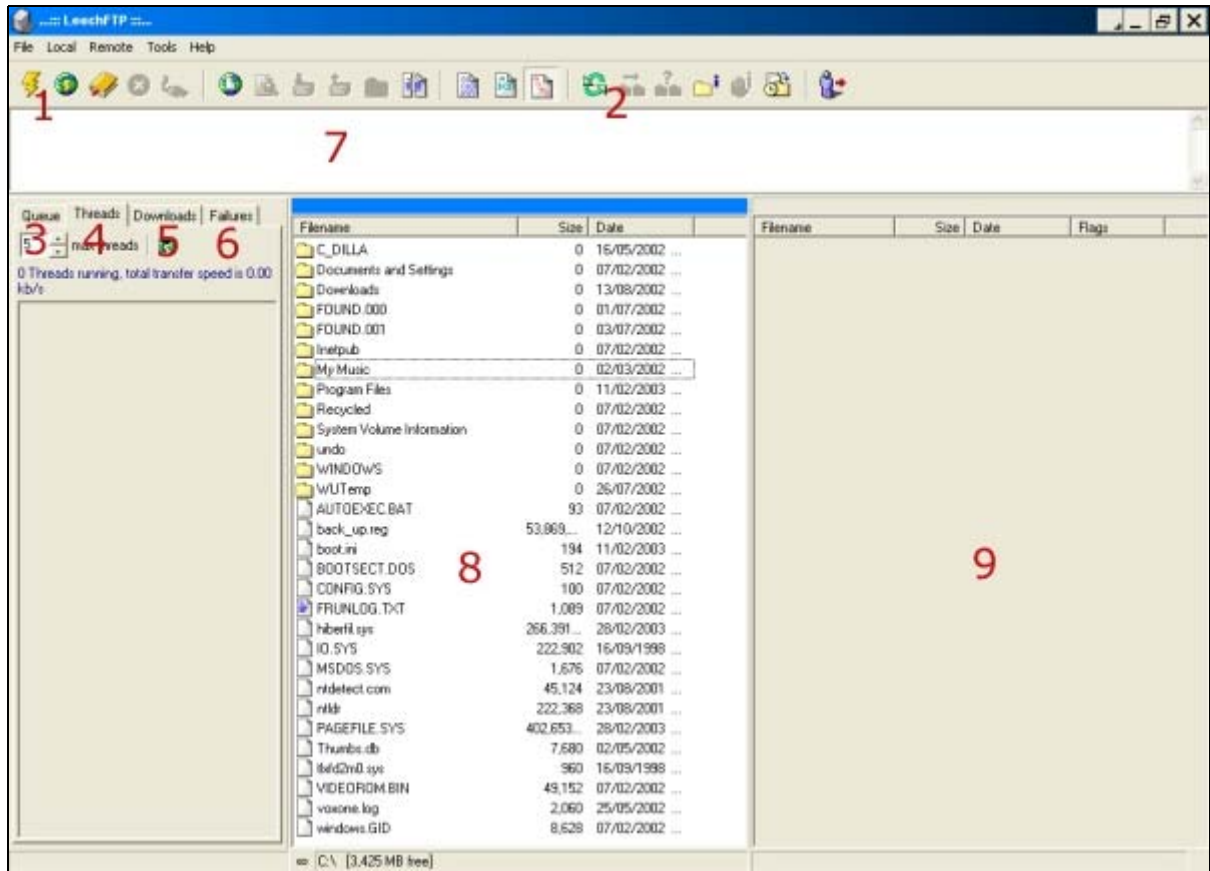 ...::: LeechFTP :::...
File Local Remote Tools Help
1
2
7
Queue Threads Downloads Failures
3 4 5 6
5 max threads
0 Threads running, total transfer speed is 0.00
kb/s
Filename Size Date
C_DILLA 0 16/05/2002 ...
Documents and Settings 0 07/02/2002 ...
Downloads 0 13/08/2002 ...
FOUND.000 0 01/07/2002 ...
FOUND.001 0 03/07/2002 ...
Inetpub 0 07/02/2002 ...
My Music 0 02/03/2002 ...
Program Files 0 11/02/2003 ...
Recycled 0 07/02/2002 ...
System Volume Information 0 07/02/2002 ...
undo 0 07/02/2002 ...
WINDOWS 0 07/02/2002 ...
WUTemp 0 26/07/2002 ...
AUTOEXEC.BAT 93 07/02/2002 ...
back_up.reg 53,869,... 12/10/2002 ...
boot.ini 194 11/02/2003 ...
BOOTSECT.DOS 512 07/02/2002 ...
CONFIG.SYS 100 07/02/2002 ...
FRUNLOG.TXT 1,089 07/02/2002 ...
hiberfil.sys 266,391... 28/02/2003 ...
IO.SYS 222,902 16/09/1998 ...
MSDOS.SYS 1,676 07/02/2002 ...
ntdetect.com 45,124 23/08/2001 ...
ntldr 222,368 23/08/2001 ...
PAGEFILE.SYS 402,653... 28/02/2003 ...
Thumbs.db 7,680 02/05/2002 ...
960 16/09/1998 ...
VIDEOROM.BIN 49,152 07/02/2002 ...
voxone.log 2,060 25/05/2002 ...
windows.GID 8,628 07/02/2002 ...
8
C:\ [3,425 MB free]
Filename Size Date Flags
9